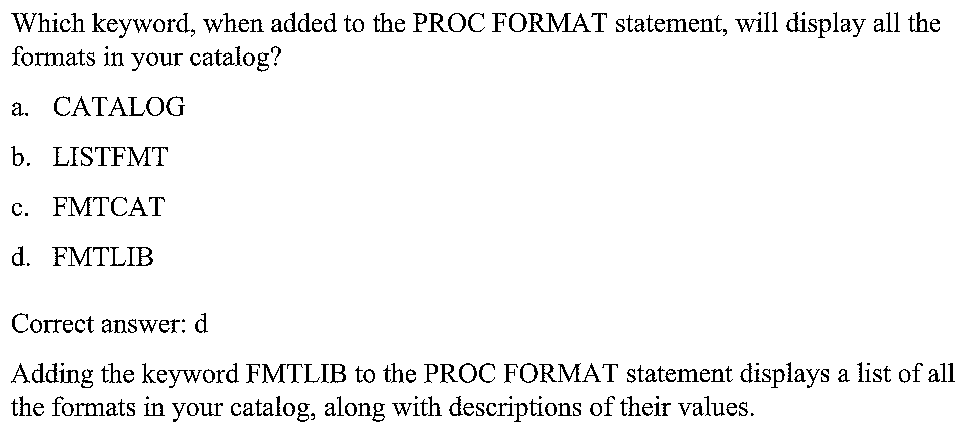 Which keyword, when added to the PROC FORMAT statement, will display all the
formats in your catalog?
a. CATALOG
b. LISTFMT
c. FMTCAT
d. FMTLIB
Correct answer: d
Adding the keyword FMTLIB to the PROC FORMAT statement displays a list of all
the formats in your catalog, along with descriptions of their values.